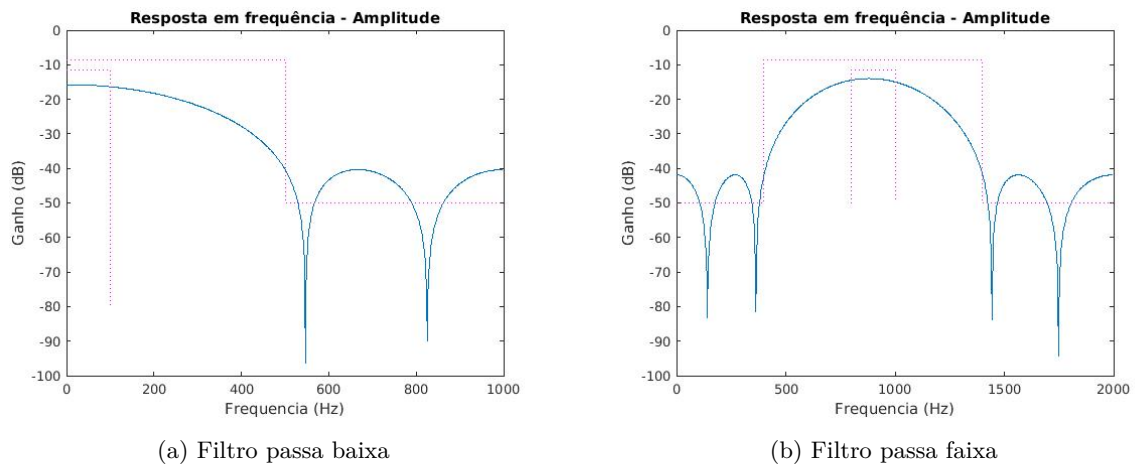 Resposta em frequência - Amplitude
0
-10
-20
-30
-40
-50
-60
-70
-80
-90
-100
Ganho (dB)
0 200 400 600 800 1000
Frequencia (Hz)
(a) Filtro passa baixa
Resposta em frequência - Amplitude
0
-10
-20
-30
-40
-50
-60
-70
-80
-90
-100
Ganho (dB)
0 500 1000 1500 2000
Frequencia (Hz)
(b) Filtro passa faixa